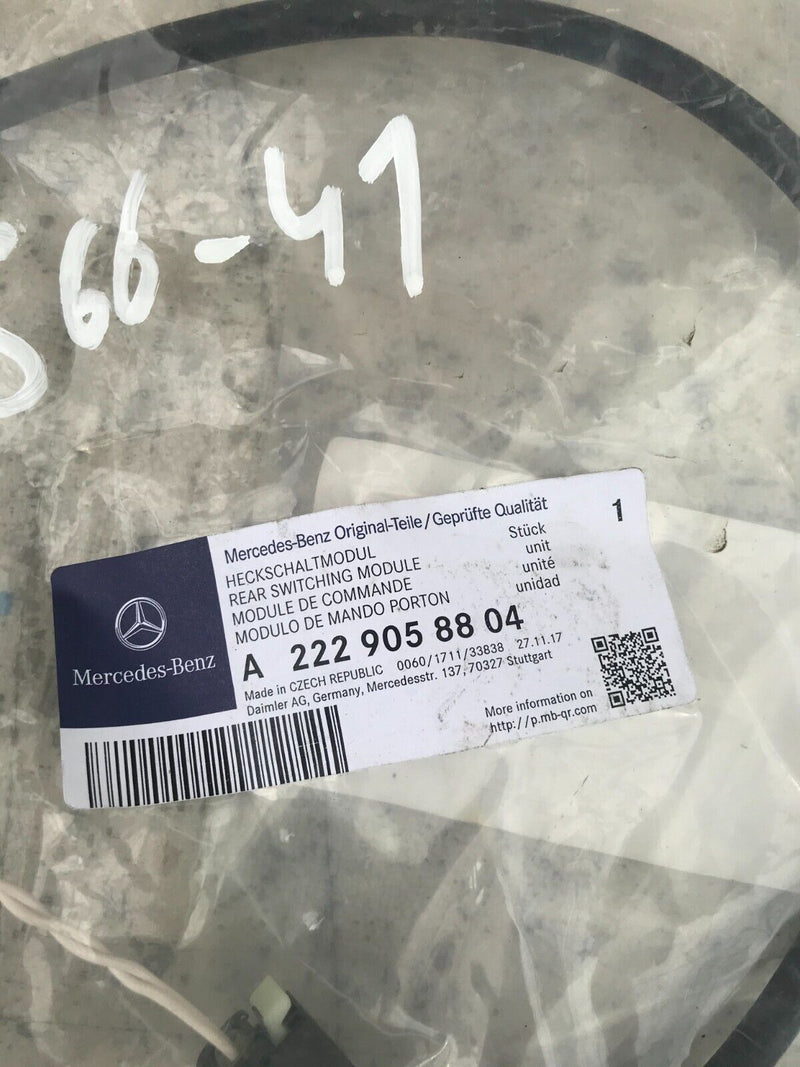 566-41
Mercedes-Benz Original-Teile/Geprüfte Qualität
1
HECKSCHALTMODUL
Stück
REAR SWITCHING MODULE
unit
MODULE DE COMMANDE
unité
MODULO DE MANDO PORTON
unidad
A 222 905 88 04
Made in CZECH REPUBLIC 0060/1711/33838 27.11.17
Daimler AG, Germany, Mercedesstr. 137, 70327 Stuttgart
More information on
http://p.mb-qr.com
Mercedes-Benz